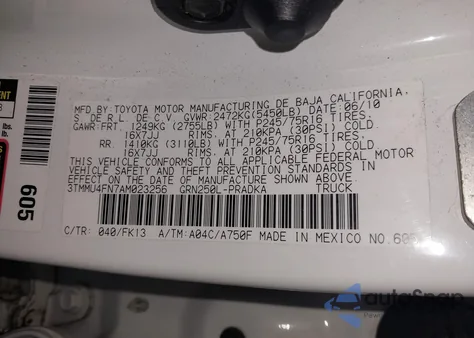 MFD.BY:TOYOTA MOTOR MANUFACTURING DE BAJA CALIFORNIA.
S. DE R.L. DE C.V. GVWR:2472KG(5450LB) DATE:06/10
GAWR:FRT. 1249KG (2755LB) WITH P245/75R16 TIRES,
16X7JJ RIMS, AT 210KPA (30PSI) COLD.
RR. 1410KG (3110LB) WITH P245/75R16 TIRES,
16X7JJ RIMS, AT 210KPA (30PSI) COLD.
THIS VEHICLE CONFORMS TO ALL APPLICABLE FEDERAL MOTOR
VEHICLE SAFETY AND THEFT PREVENTION STANDARDS IN
EFFECT ON THE DATE OF MANUFACTURE SHOWN ABOVE.
3TMMU4FN7AM023256 GRN250L-PRADKA TRUCK
C/TR: 040/FK13 A/TM:A04C/A750F MADE IN MEXICO NO.605
605
autoSnap